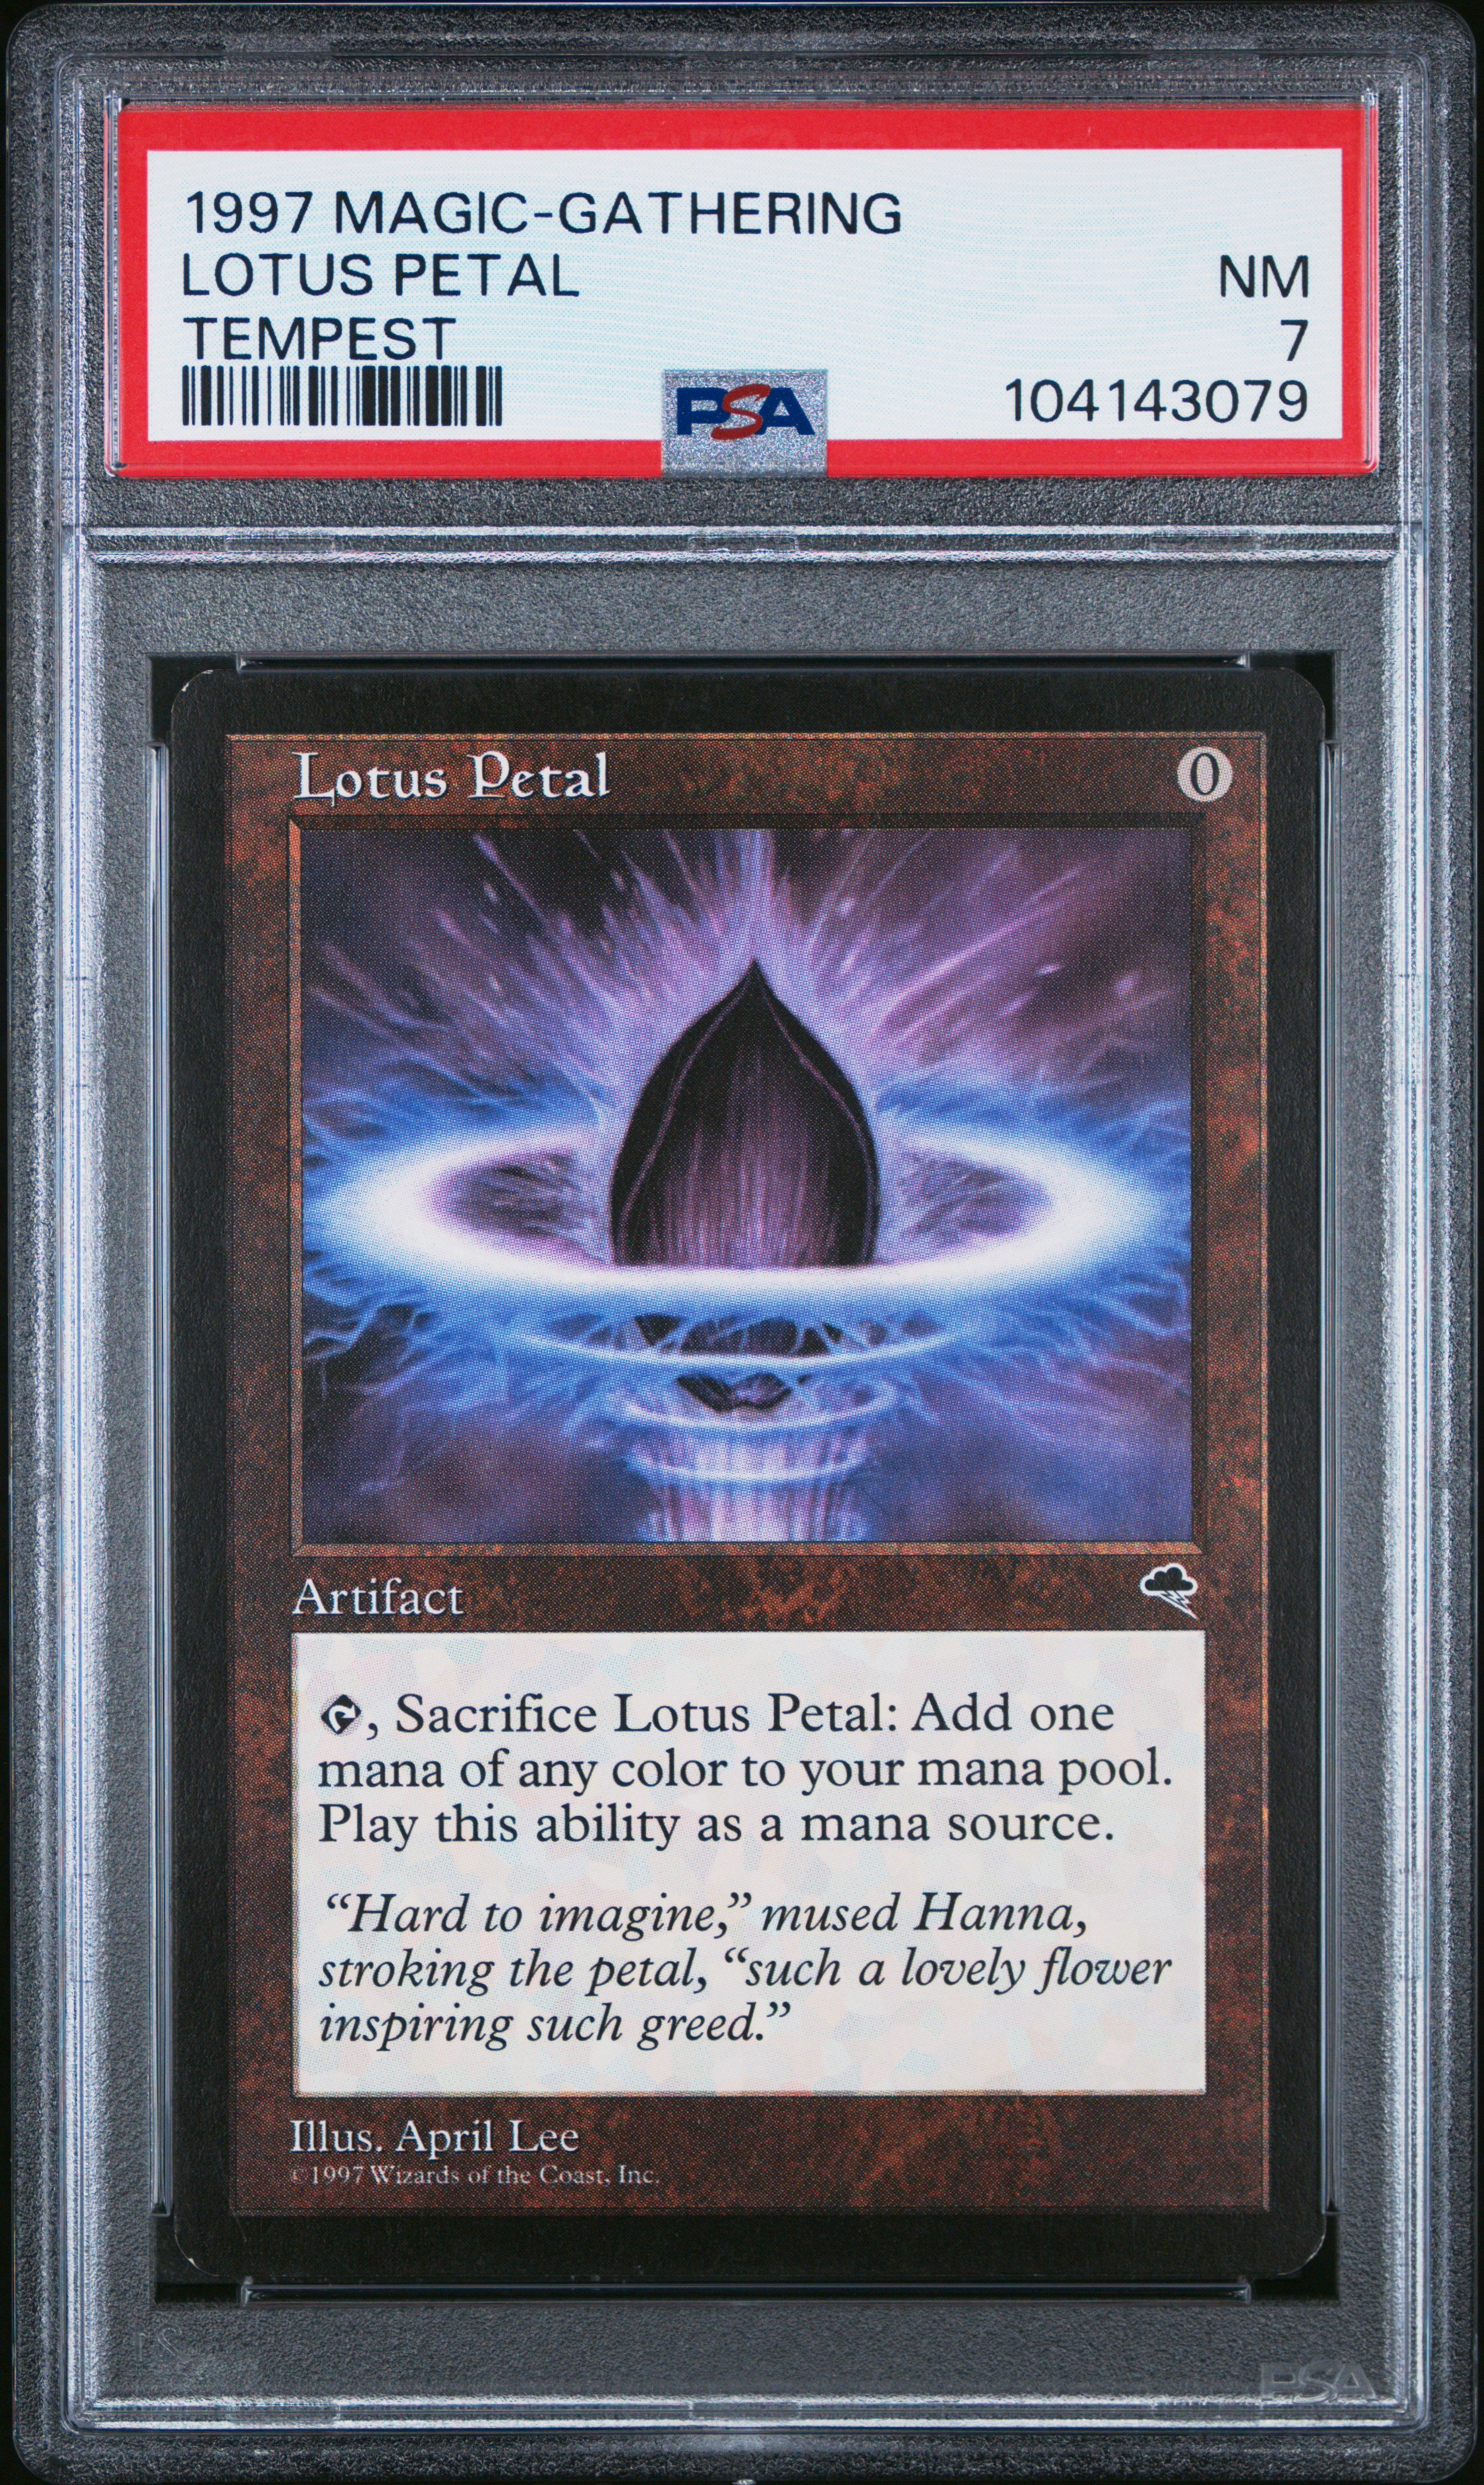 1997 MAGIC-GATHERING
LOTUS PETAL NM
TEMPEST 7
PSA 104143079
Lotus Petal 0
Artifact
, Sacrifice Lotus Petal: Add one
mana of any color to your mana pool.
Play this ability as a mana source.
“Hard to imagine,” mused Hanna,
stroking the petal, “such a lovely flower
inspiring such greed.”
Illus. April Lee
©1997 Wizards of the Coast, Inc.
PSA